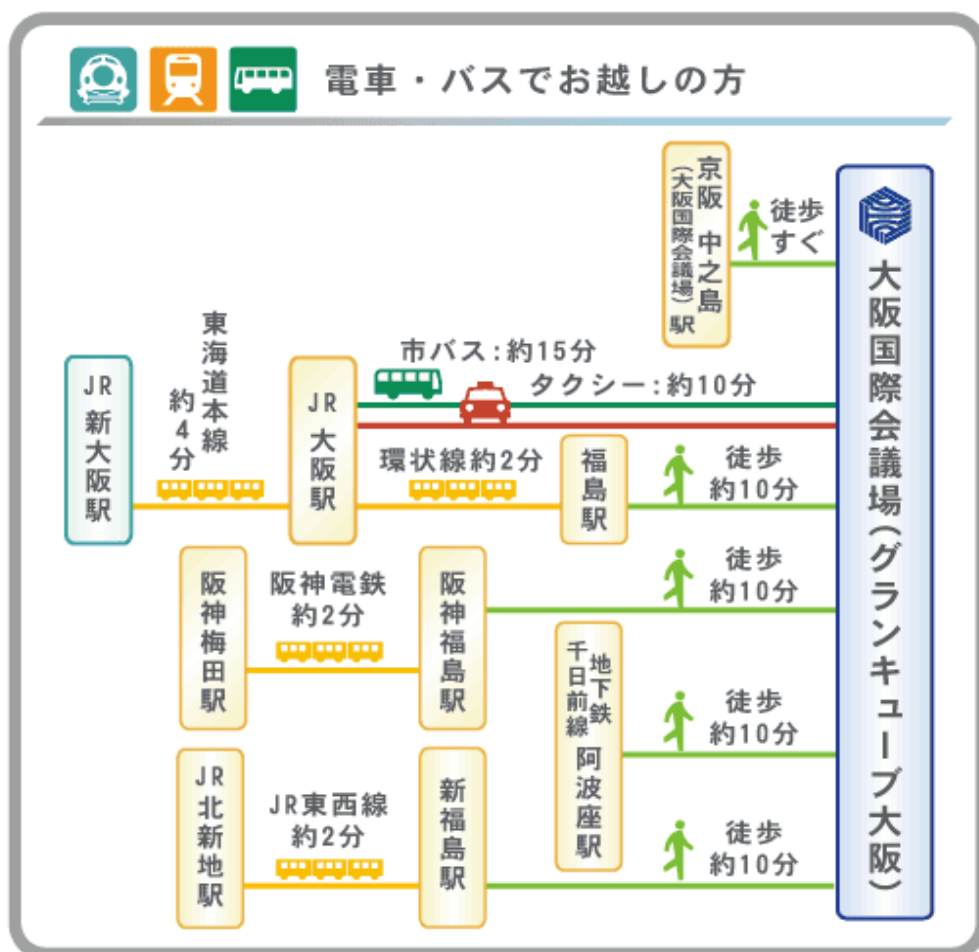 電車・バスでお越しの方
京阪 中之島
(大阪国際会議場)駅
徒歩
すぐ
大阪国際会議場(グランキューブ大阪)
東海道本線
約4分
市バス:約15分
タクシー:約10分
JR 新大阪駅
JR 大阪駅
環状線約2分
福島駅
徒歩
約10分
阪神梅田駅
阪神電鉄
約2分
阪神福島駅
徒歩
約10分
地下鉄
千日前線
阿波座駅
徒歩
約10分
JR北新地駅
JR東西線
約2分
新福島駅
徒歩
約10分